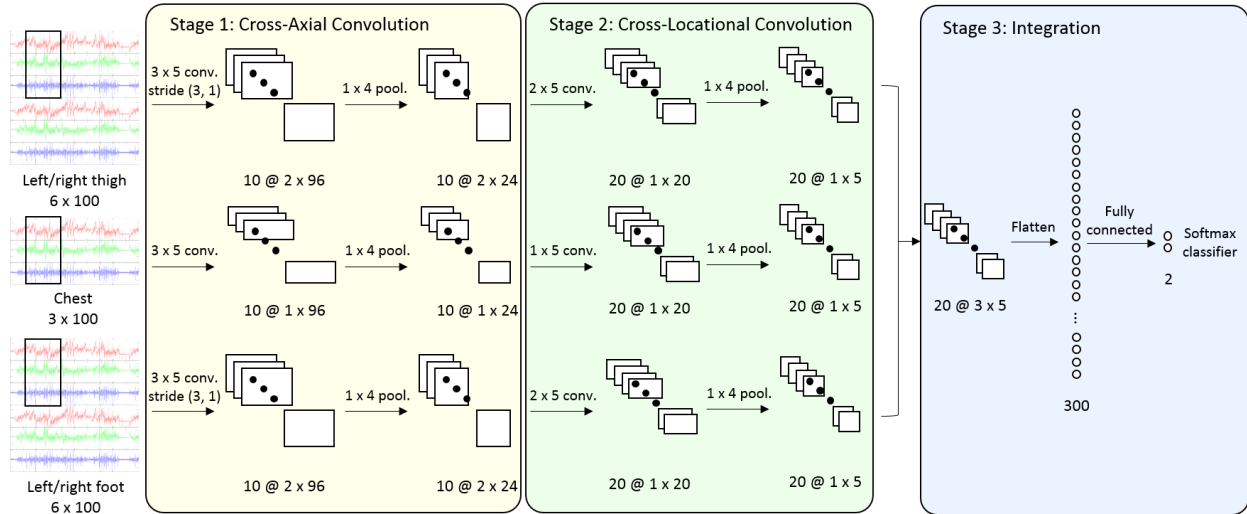 Stage 1: Cross-Axial Convolution
Stage 2: Cross-Locational Convolution
Stage 3: Integration
3 x 5 conv.
stride (3, 1)
1 x 4 pool.
2 x 5 conv.
1 x 4 pool.
Left/right thigh
6 x 100
10 @ 2 x 96
10 @ 2 x 24
20 @ 1 x 20
20 @ 1 x 5
3 x 5 conv.
1 x 4 pool.
1 x 5 conv.
1 x 4 pool.
Chest
3 x 100
10 @ 1 x 96
10 @ 1 x 24
20 @ 1 x 20
20 @ 1 x 5
3 x 5 conv.
stride (3, 1)
1 x 4 pool.
2 x 5 conv.
1 x 4 pool.
Left/right foot
6 x 100
10 @ 2 x 96
10 @ 2 x 24
20 @ 1 x 20
20 @ 1 x 5
20 @ 3 x 5
Flatten
300
Fully
connected
Softmax
classifier
2